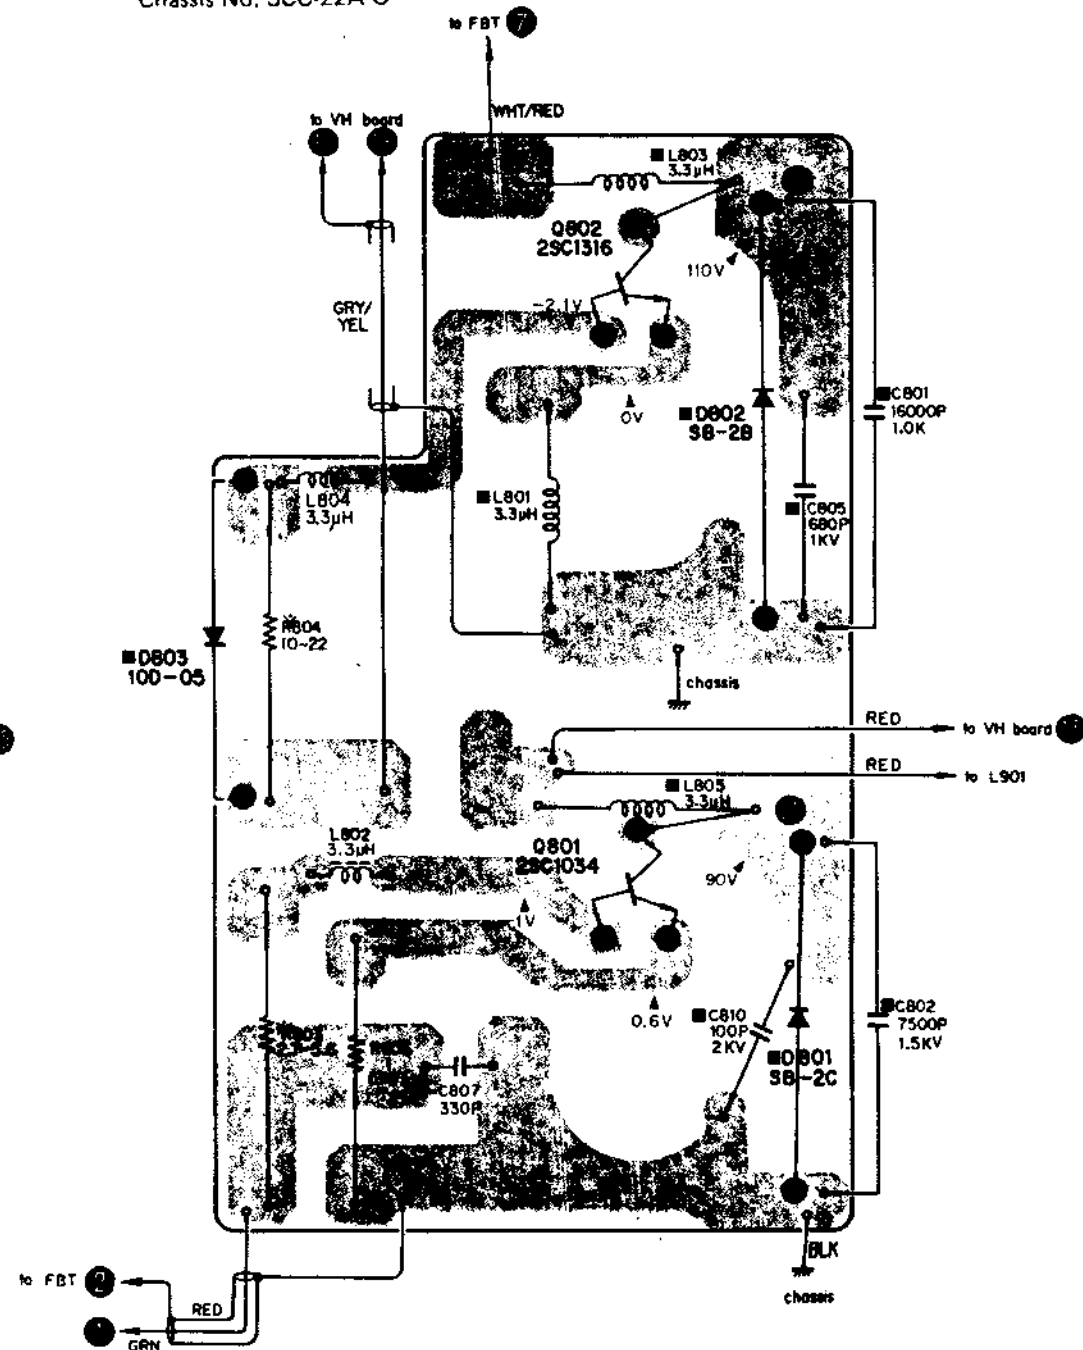 Chassis No. SCC-22A-C
to FBT 7
WHT/RED
to VH board
L803
3.3µH
Q802
2SC1316
110V
-2.1V
GRY/
YEL
0V
D802
SB-2B
C801
16000P
1.0K
L804
3.3µH
L801
3.3µH
C805
680P
1KV
R804
10~22
D803
10D-05
chassis
RED
to VH board
RED
to L901
L805
3.3µH
L802
3.3µH
Q801
2SC1034
90V
1V
0.6V
C810
100P
2KV
D801
SB-2C
C802
7500P
1.5KV
C807
330P
BLK
chassis
to FBT 2
RED
GRN